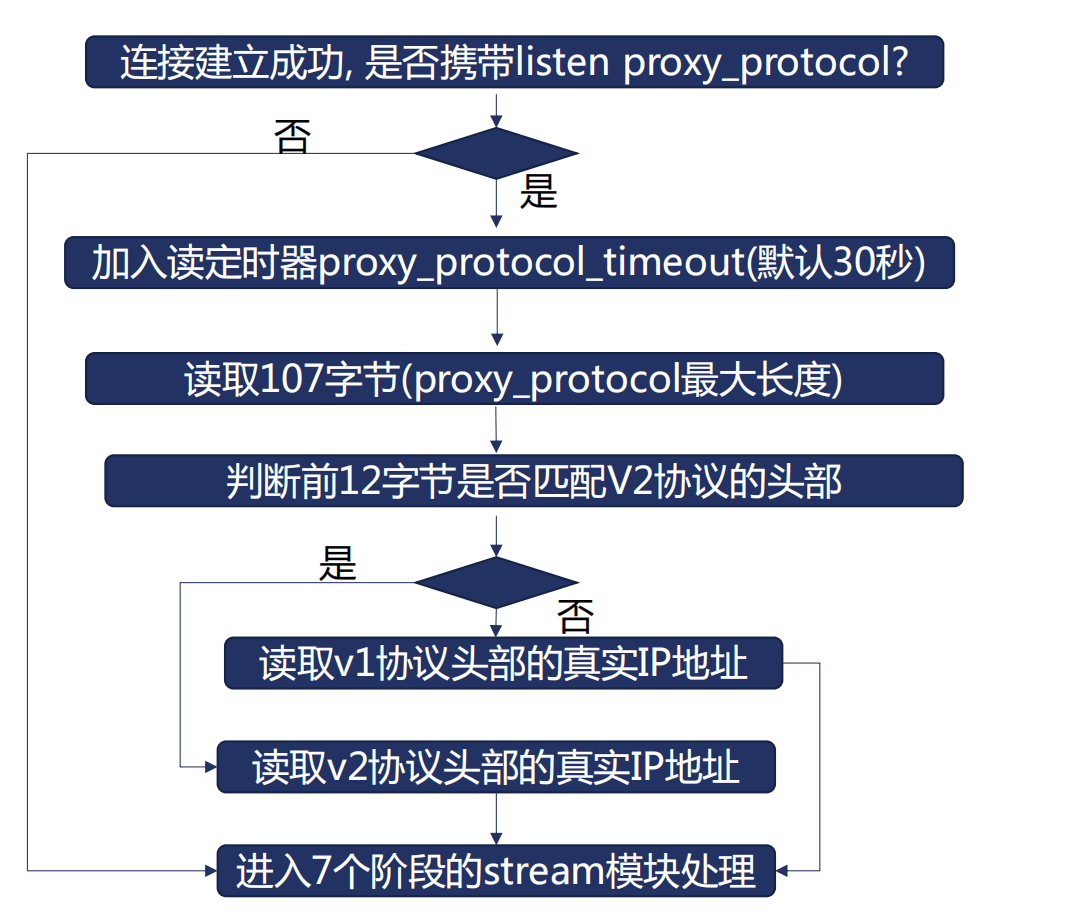 连接建立成功, 是否携带listen proxy_protocol?
否
是
加入读定时器proxy_protocol_timeout(默认30秒)
读取107字节(proxy_protocol最大长度)
判断前12字节是否匹配V2协议的头部
是
否
读取v1协议头部的真实IP地址
读取v2协议头部的真实IP地址
进入7个阶段的stream模块处理